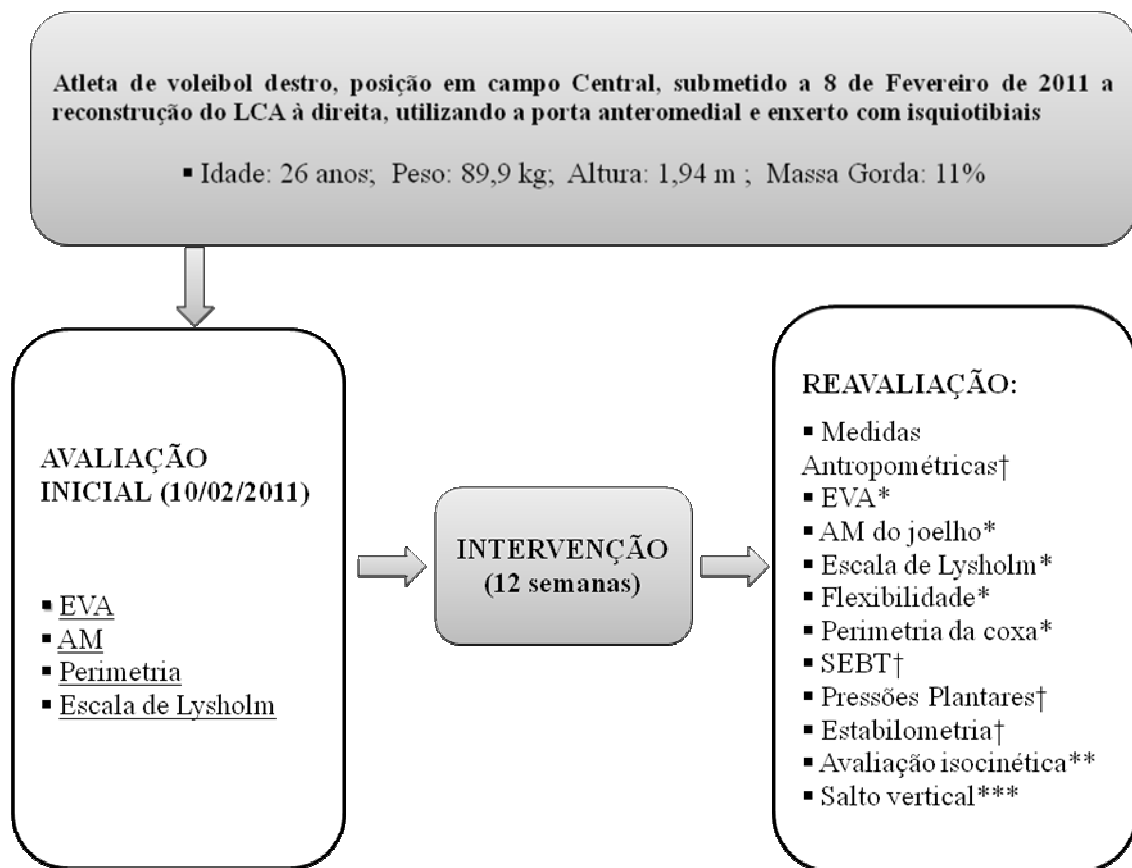 Atleta de voleibol destro, posição em campo Central, submetido a 8 de Fevereiro de 2011 a
reconstrução do LCA à direita, utilizando a porta anteromedial e enxerto com isquiotibiais
▪ Idade: 26 anos; Peso: 89,9 kg; Altura: 1,94 m ; Massa Gorda: 11%
AVALIAÇÃO
INICIAL (10/02/2011)
▪ EVA
▪ AM
▪ Perimetria
▪ Escala de Lysholm
INTERVENÇÃO
(12 semanas)
REAVALIAÇÃO:
▪ Medidas
Antropométricas†
▪ EVA*
▪ AM do joelho*
▪ Escala de Lysholm*
▪ Flexibilidade*
▪ Perimetria da coxa*
▪ SEBT†
▪ Pressões Plantares†
▪ Estabilometria†
▪ Avaliação isocinética**
▪ Salto vertical***